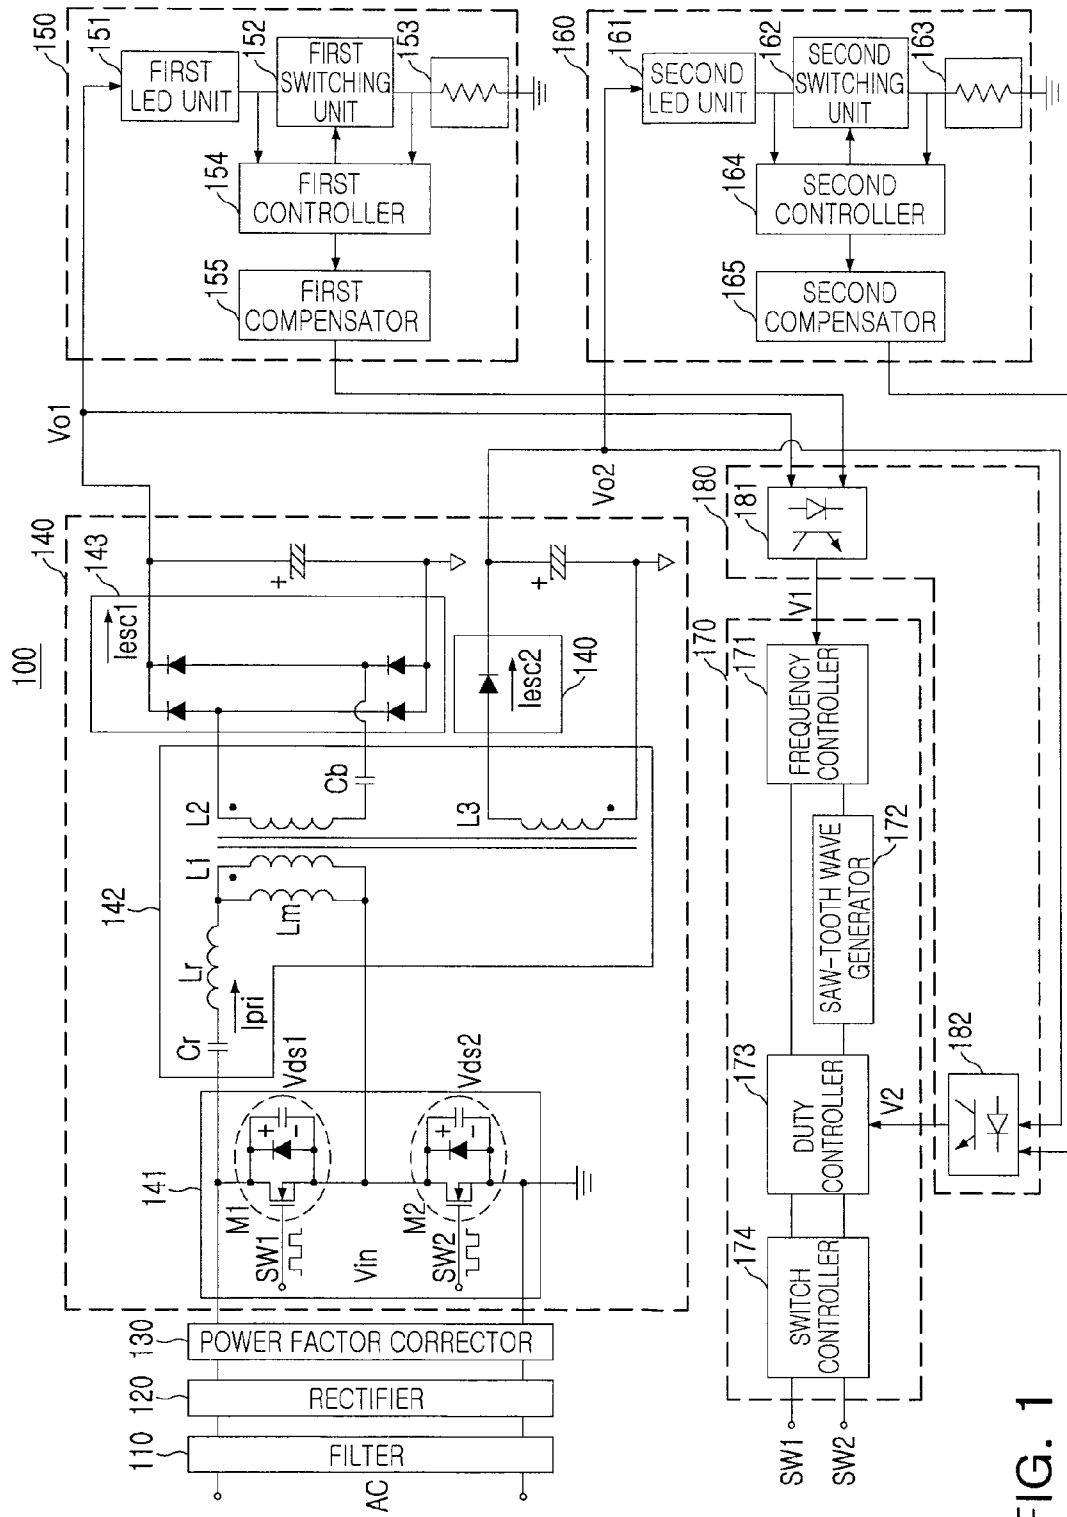 100
AC
110
FILTER
120
RECTIFIER
130
POWER FACTOR CORRECTOR
140
141
M1
SW1
Vds1
Vin
M2
SW2
Vds2
142
Cr
Lr
Ipri
Lm
L1
L2
Cb
L3
143
Iesc1
Iesc2
140
Vo1
Vo2
150
151
FIRST
LED UNIT
152
FIRST
SWITCHING
UNIT
153
154
FIRST
CONTROLLER
155
FIRST
COMPENSATOR
160
161
SECOND
LED UNIT
162
SECOND
SWITCHING
UNIT
163
164
SECOND
CONTROLLER
165
SECOND
COMPENSATOR
170
171
FREQUENCY
CONTROLLER
172
SAW-TOOTH WAVE
GENERATOR
173
DUTY
CONTROLLER
174
SWITCH
CONTROLLER
SW1
SW2
180
181
V1
182
V2
+
-
+
-
+
+
FIG. 1